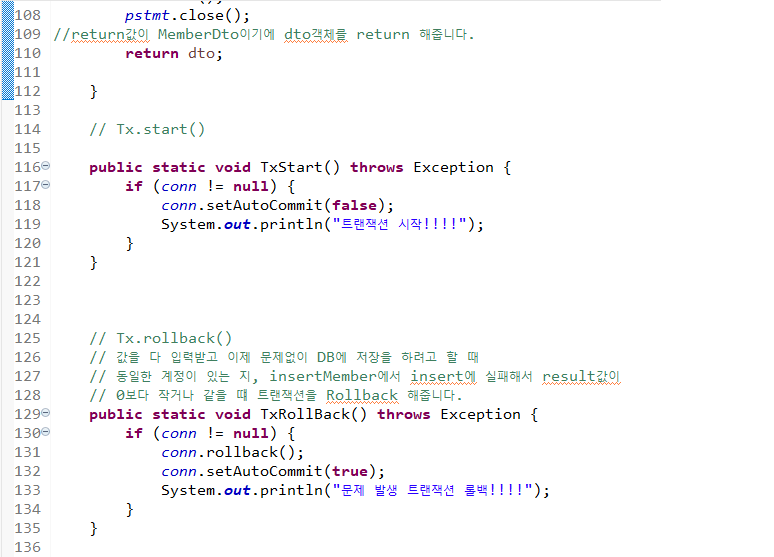 108 pstmt.close();
109 //return값이 MemberDto이기에 dto객체를 return 해줍니다.
110 return dto;
111
112 }
113
114 // Tx.start()
115
116 public static void TxStart() throws Exception {
117 if (conn != null) {
118 conn.setAutoCommit(false);
119 System.out.println("트랜잭션 시작!!!!");
120 }
121 }
122
123
124
125 // Tx.rollback()
126 // 값을 다 입력받고 이제 문제없이 DB에 저장을 하려고 할 때
127 // 동일한 계정이 있는 지, insertMember에서 insert에 실패해서 result값이
128 // 0보다 작거나 같을 때 트랜잭션을 Rollback 해줍니다.
129 public static void TxRollBack() throws Exception {
130 if (conn != null) {
131 conn.rollback();
132 conn.setAutoCommit(true);
133 System.out.println("문제 발생 트랜잭션 롤백!!!!");
134 }
135 }
136